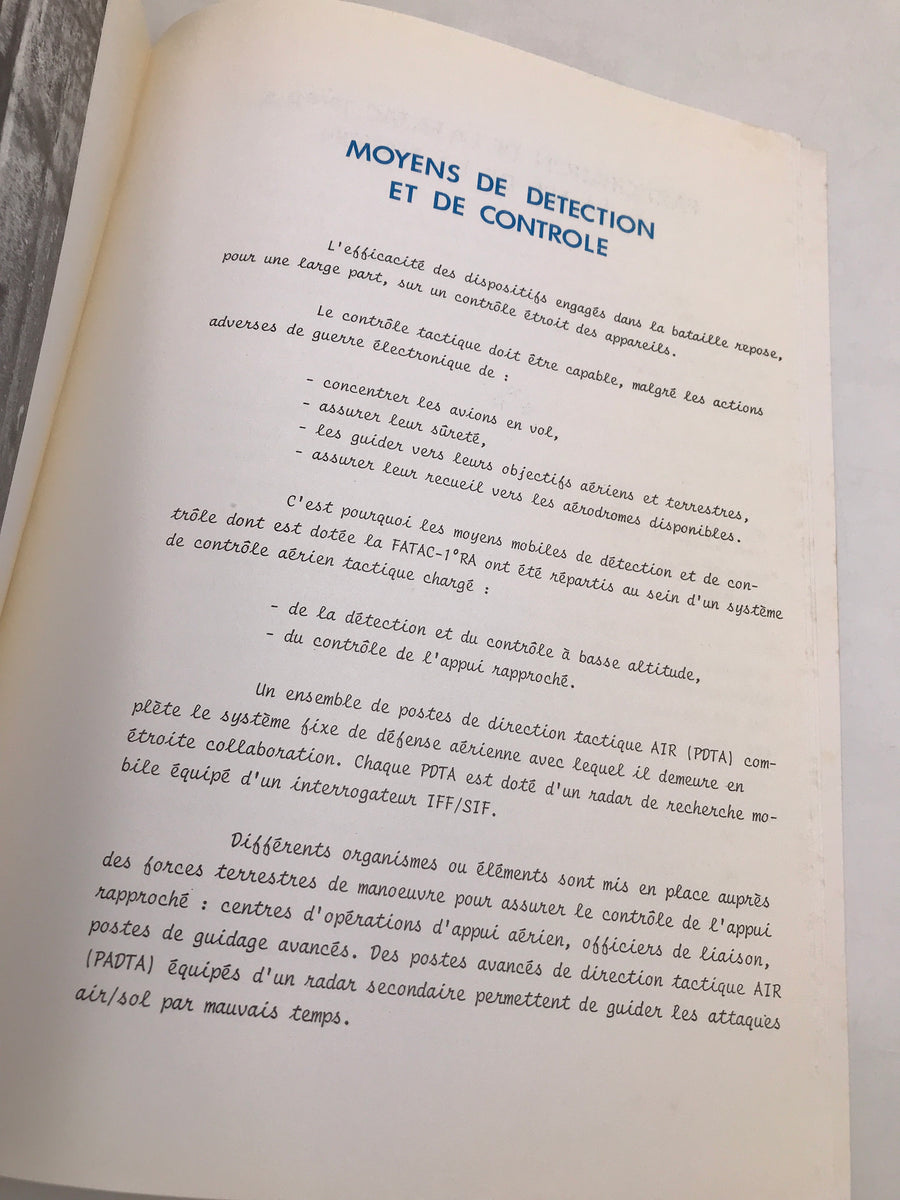 MOYENS DE DETECTION
ET DE CONTROLE
L'efficacité des dispositifs engagés dans la bataille repose,
pour une large part, sur un contrôle étroit des appareils.
Le contrôle tactique doit être capable, malgré les actions
adverses de guerre électronique de :
- concentrer les avions en vol,
- assurer leur sûreté,
- les guider vers leurs objectifs aériens et terrestres,
- assurer leur recueil vers les aérodromes disponibles.
C'est pourquoi les moyens mobiles de détection et de con-
trôle dont est dotée la FATAC-1°RA ont été répartis au sein d'un système
de contrôle aérien tactique chargé :
- de la détection et du contrôle à basse altitude,
- du contrôle de l'appui rapproché.
Un ensemble de postes de direction tactique AIR (PDTA) com-
plète le système fixe de défense aérienne avec lequel il demeure en
étroite collaboration. Chaque PDTA est doté d'un radar de recherche mo-
bile équipé d'un interrogateur IFF/SIF.
Différents organismes ou éléments sont mis en place auprès
des forces terrestres de manoeuvre pour assurer le contrôle de l'appui
rapproché : centres d'opérations d'appui aérien, officiers de liaison,
postes de guidage avancés. Des postes avancés de direction tactique AIR
(PADTA) équipés d'un radar secondaire permettent de guider les attaques
air/sol par mauvais temps.